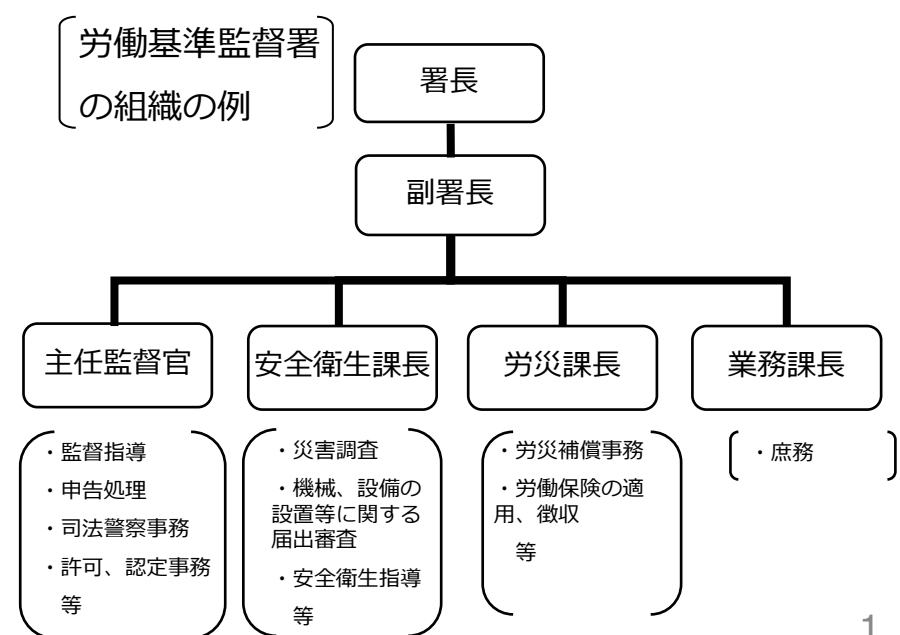 労働基準監督署
の組織の例
署長
副署長
主任監督官
安全衛生課長
労災課長
業務課長
・監督指導
・申告処理
・司法警察事務
・許可、認定事務
等
・災害調査
・機械、設備の
設置等に関する
届出審査
・安全衛生指導
等
・労災補償事務
・労働保険の適
用、徴収
等
・庶務
1